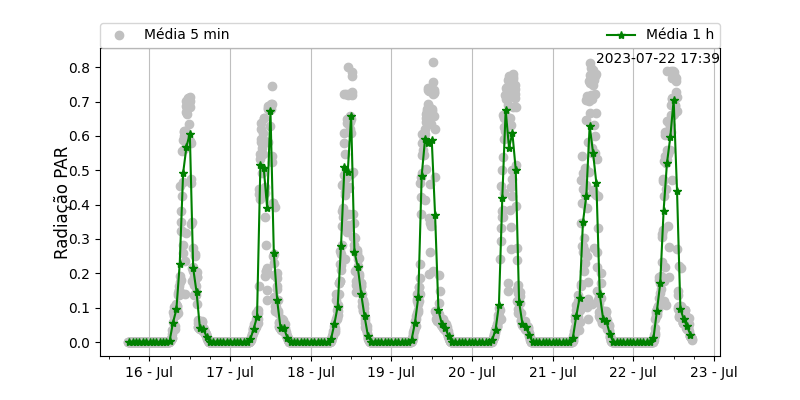 Média 5 min
Média 1 h
2023-07-22 17:39
Radiação PAR
0.8
0.7
0.6
0.5
0.4
0.3
0.2
0.1
0.0
16 - Jul
17 - Jul
18 - Jul
19 - Jul
20 - Jul
21 - Jul
22 - Jul
23 - Jul